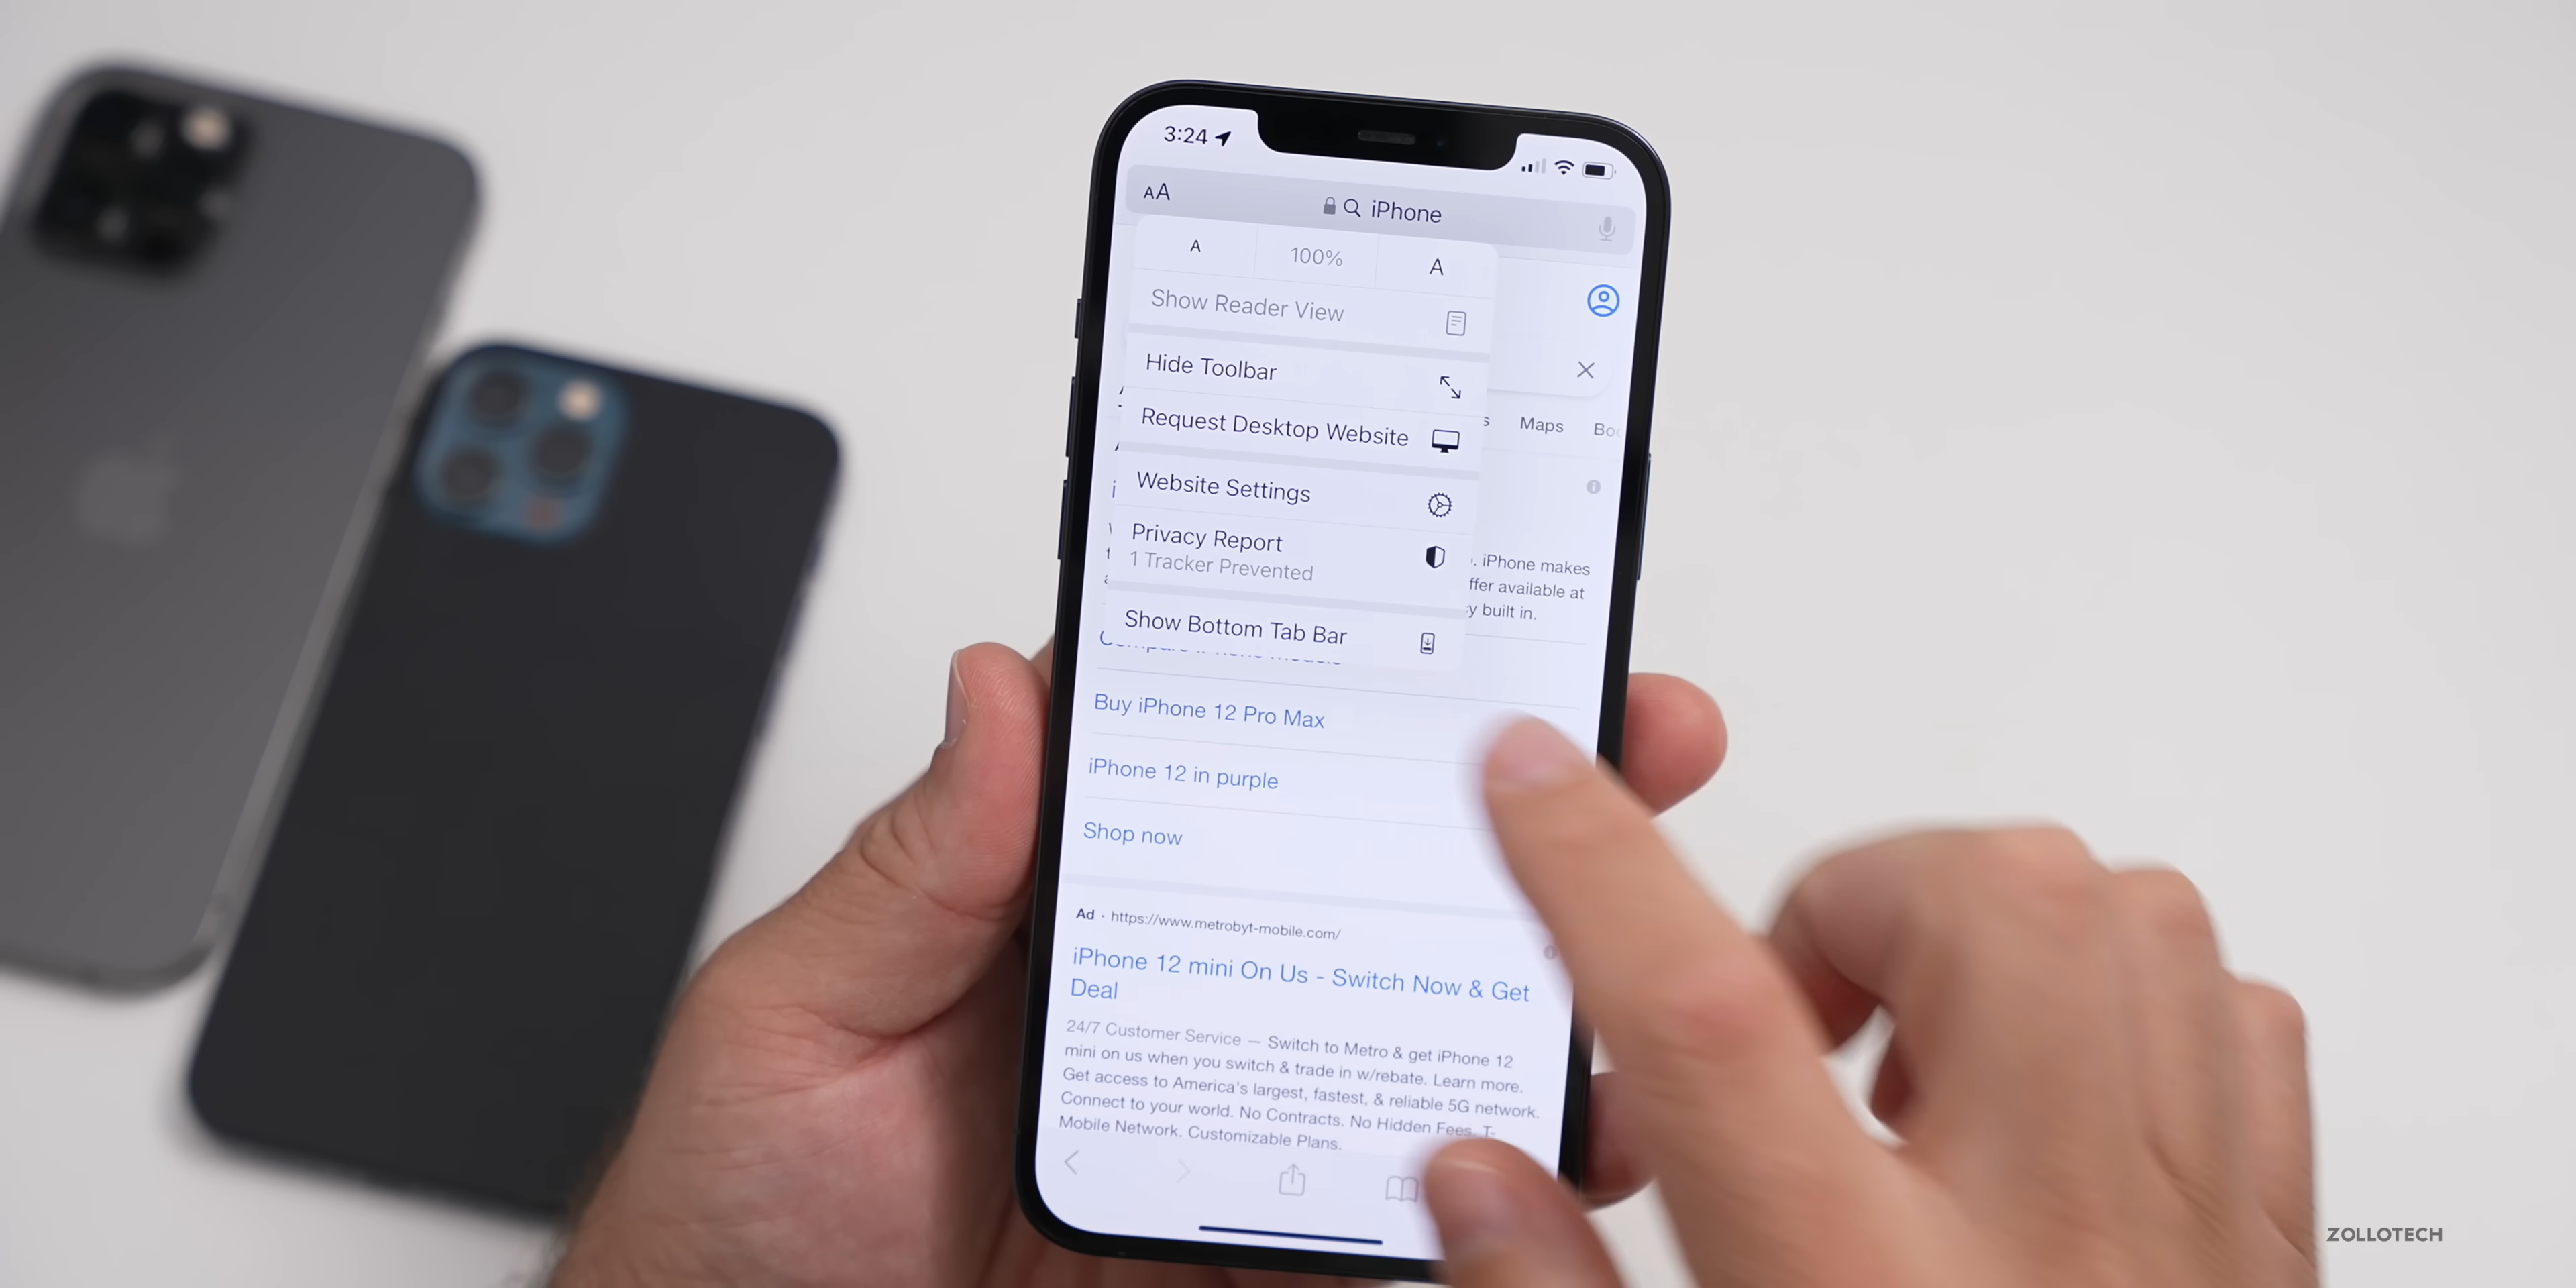 3:24
AA iPhone
A 100% A
Show Reader View
Hide Toolbar
Request Desktop Website
Maps
Website Settings
Privacy Report
1 Tracker Prevented
. iPhone makes
ffer available at
y built in.
Show Bottom Tab Bar
Buy iPhone 12 Pro Max
iPhone 12 in purple
Shop now
Ad · https://www.metrobyt-mobile.com/
iPhone 12 mini On Us - Switch Now & Get
Deal
24/7 Customer Service — Switch to Metro & get iPhone 12
mini on us when you switch & trade in w/rebate. Learn more.
Get access to America's largest, fastest, & reliable 5G network.
Connect to your world. No Contracts. No Hidden Fees. T-
Mobile Network. Customizable Plans.
ZOLLOTECH